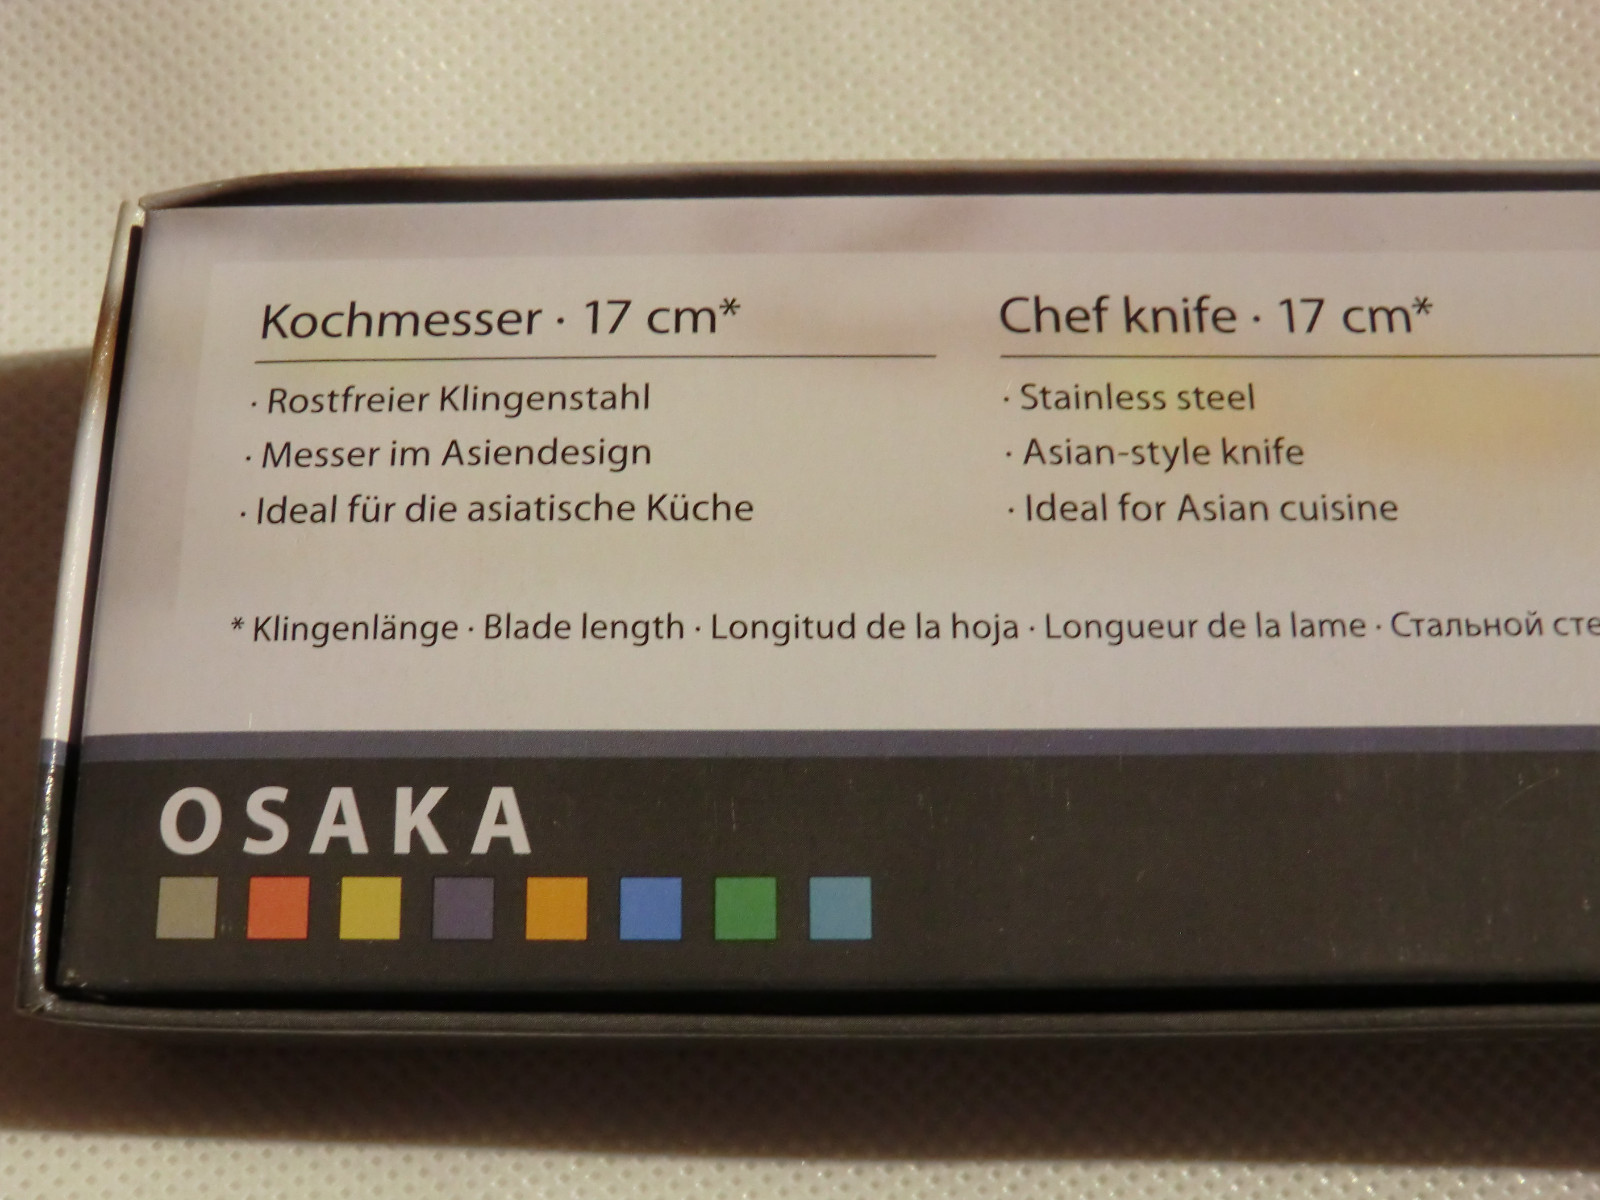 Kochmesser · 17 cm*
· Rostfreier Klingenstahl
· Messer im Asiendesign
· Ideal für die asiatische Küche
Chef knife · 17 cm*
· Stainless steel
· Asian-style knife
· Ideal for Asian cuisine
* Klingenlänge · Blade length · Longitud de la hoja · Longueur de la lame · Стальной сте
OSAKA